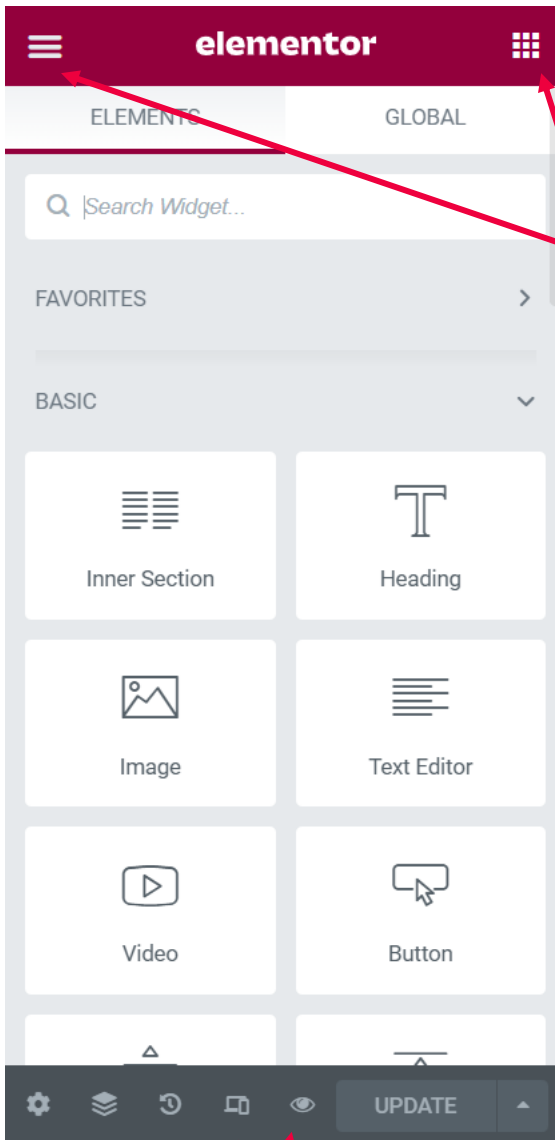 elementor
ELEMENTS GLOBAL
Search Widget...
FAVORITES
BASIC
Inner Section Heading
Image Text Editor
Video Button
UPDATE